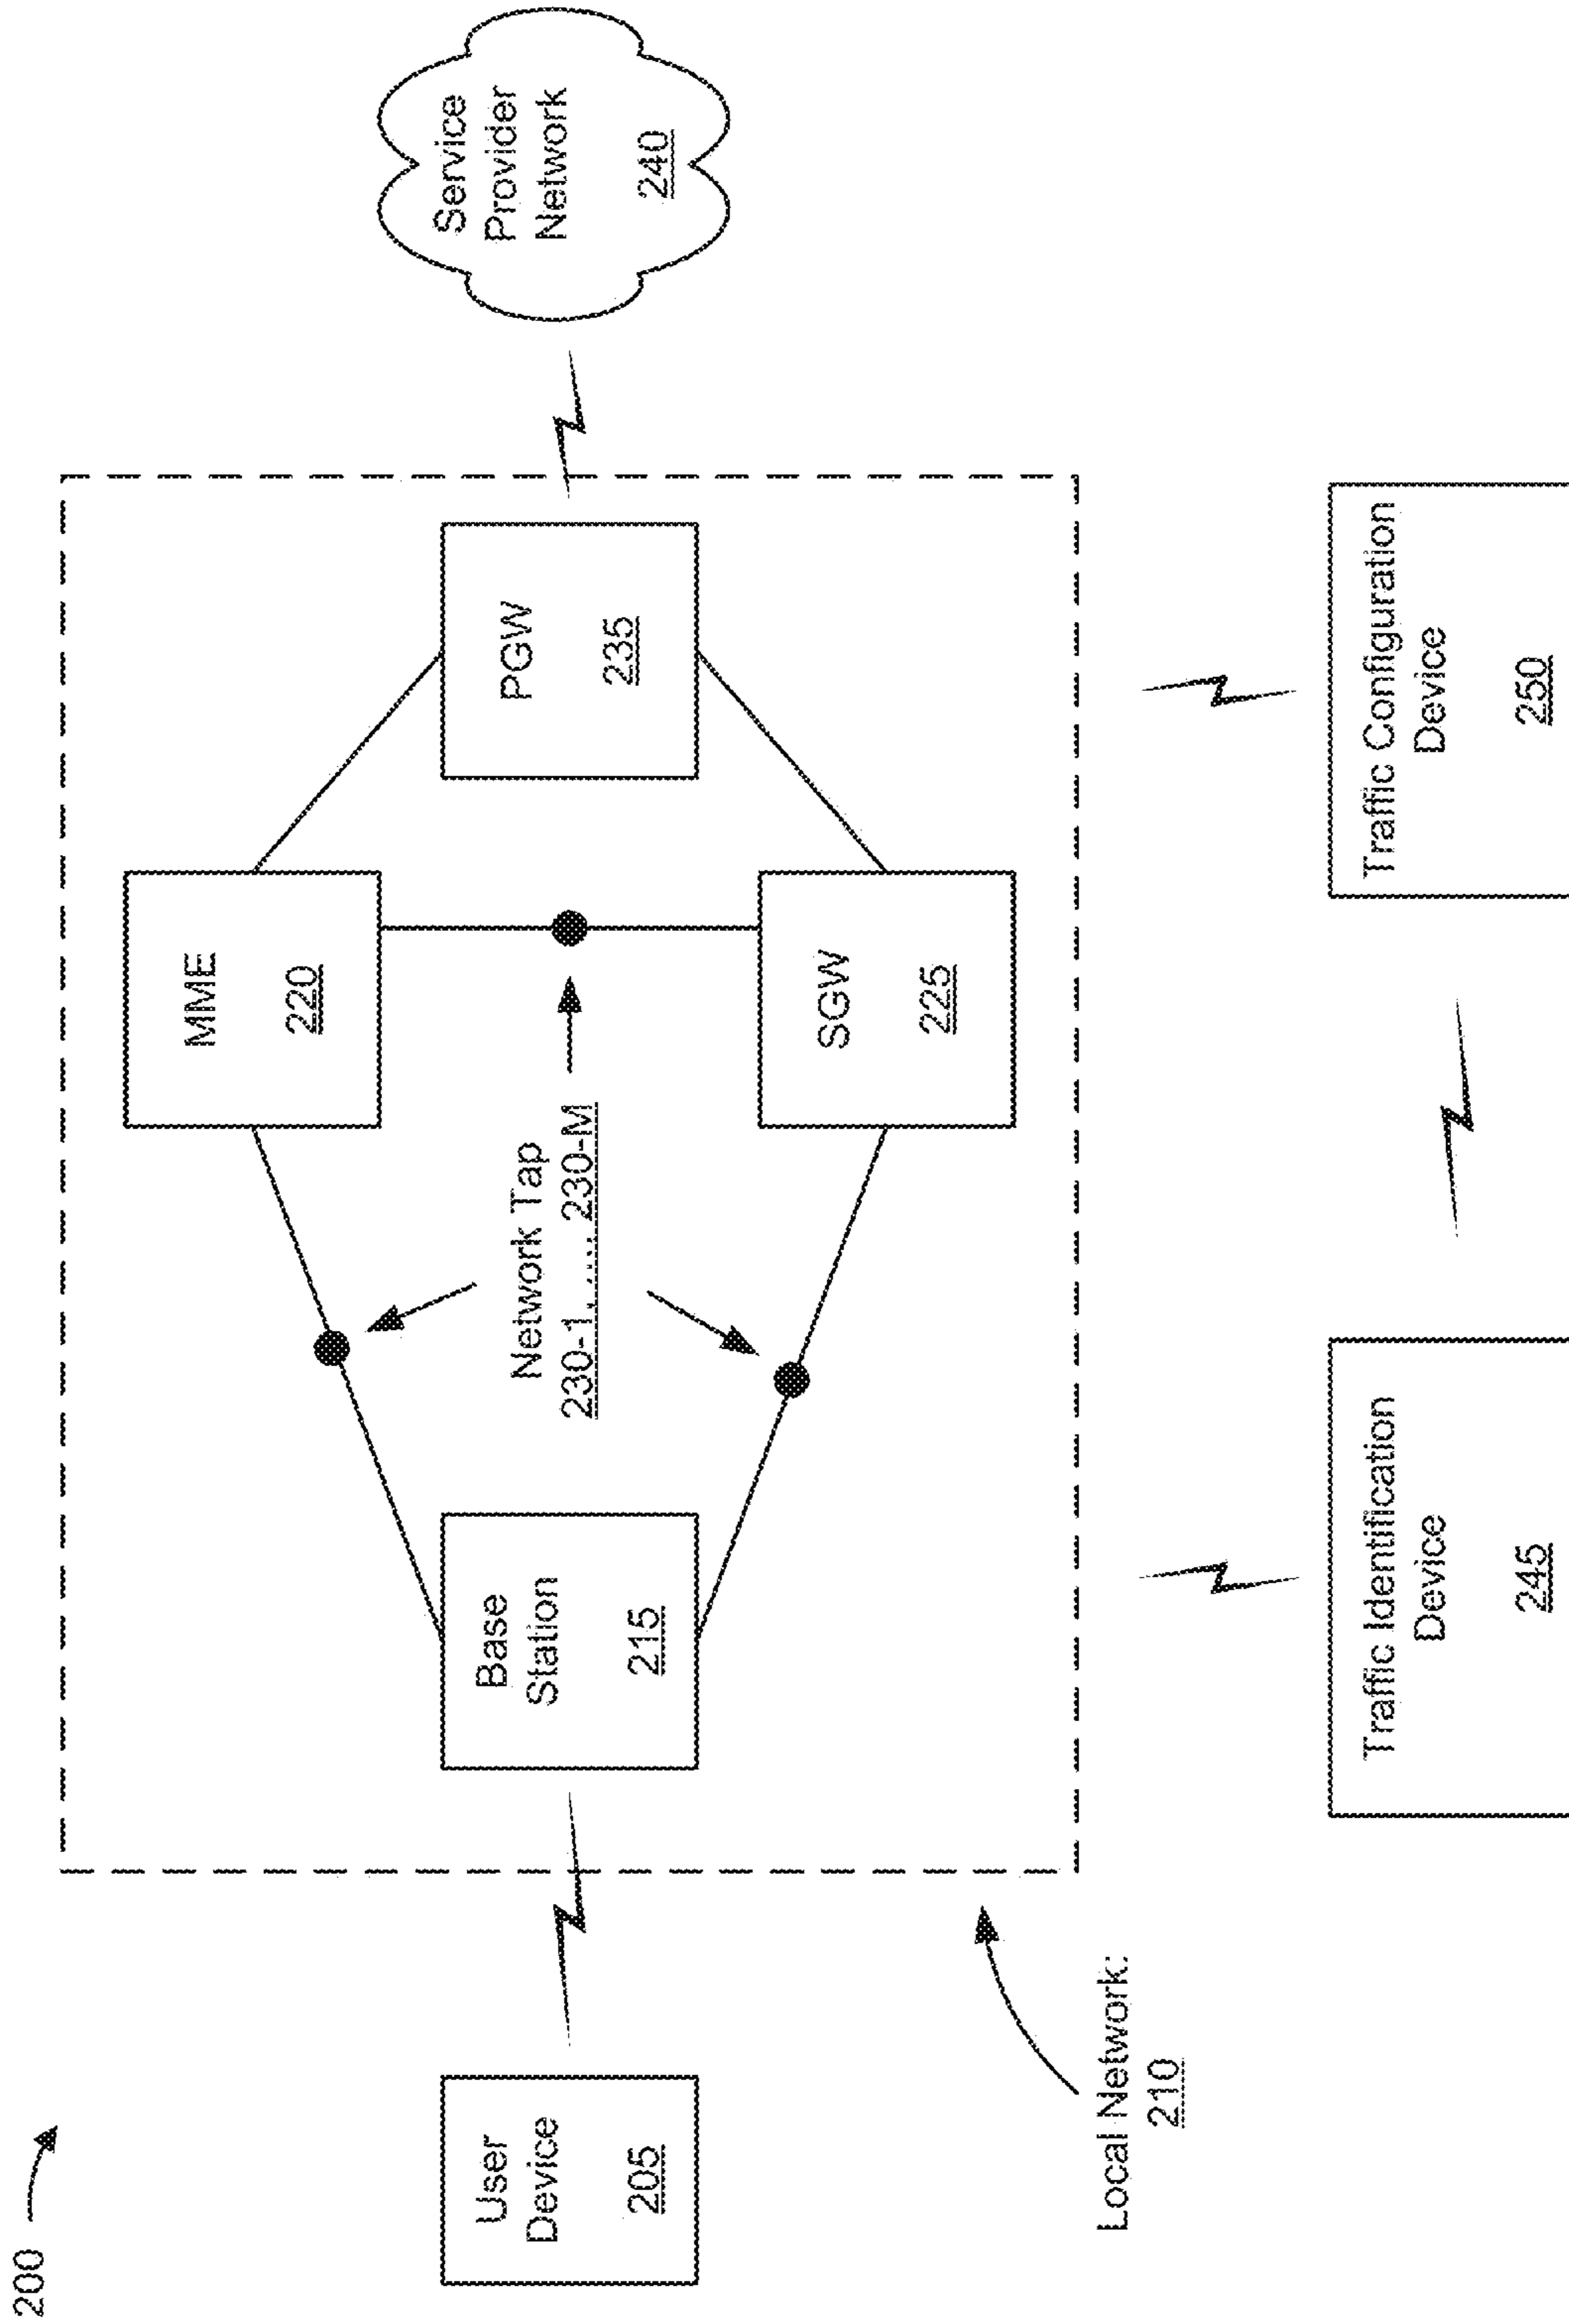 200
User
Device
205
Local Network:
210
Base
Station
215
MME
220
Network Tap
230-1, ..., 230-M
SGW
225
PGW
235
Service
Provider
Network
240
Traffic Identification
Device
245
Traffic Configuration
Device
250